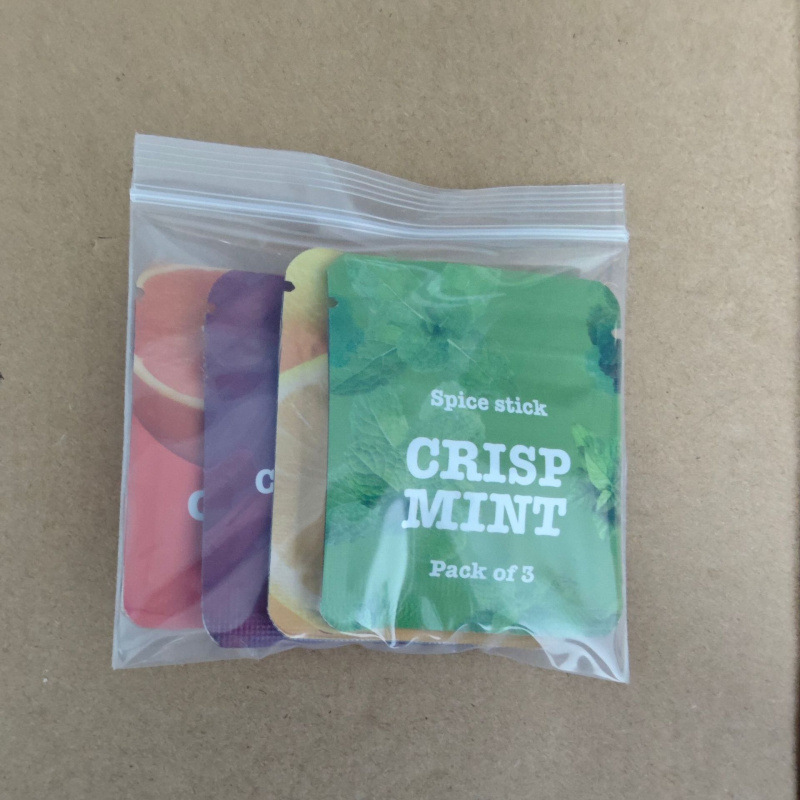 Spice stick
CRISP
MINT
Pack of 3
C
C